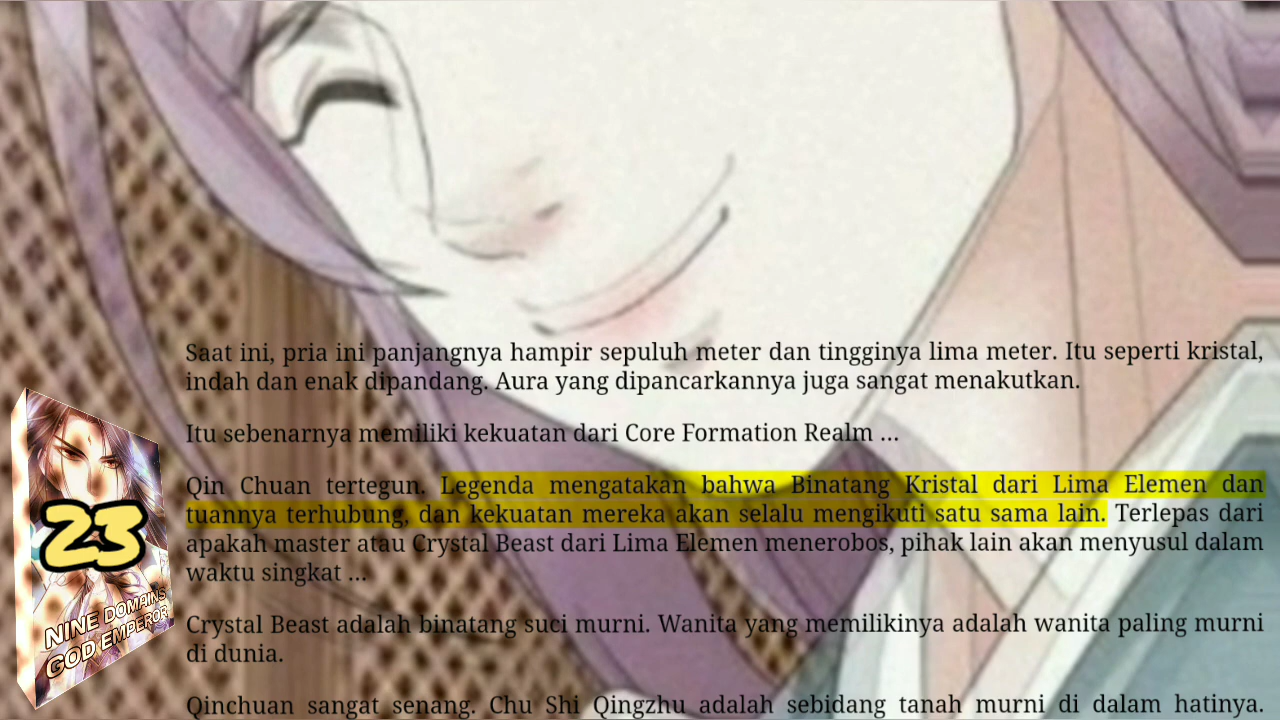 Saat ini, pria ini panjangnya hampir sepuluh meter dan tingginya lima meter. Itu seperti kristal,
indah dan enak dipandang. Aura yang dipancarkannya juga sangat menakutkan.
Itu sebenarnya memiliki kekuatan dari Core Formation Realm ...
Qin Chuan tertegun. Legenda mengatakan bahwa Binatang Kristal dari Lima Elemen dan
tuannya terhubung, dan kekuatan mereka akan selalu mengikuti satu sama lain. Terlepas dari
apakah master atau Crystal Beast dari Lima Elemen menerobos, pihak lain akan menyusul dalam
waktu singkat ...
Crystal Beast adalah binatang suci murni. Wanita yang memilikinya adalah wanita paling murni
di dunia.
Qinchuan sangat senang. Chu Shi Qingzhu adalah sebidang tanah murni di dalam hatinya.
23
NINE DOMAINS
GOD EMPEROR